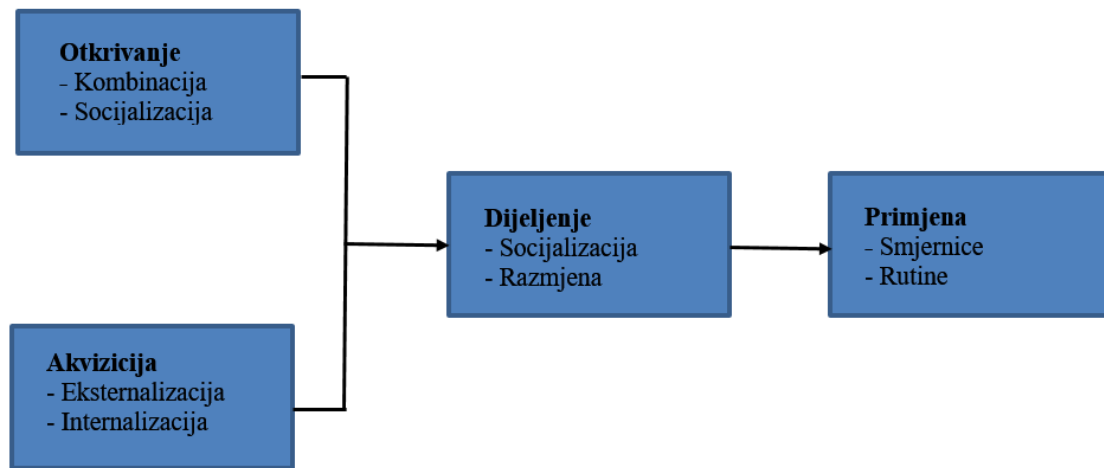 Otkrivanje
- Kombinacija
- Socijalizacija
Akvizicija
- Eksternalizacija
- Internalizacija
Dijeljenje
- Socijalizacija
- Razmjena
Primjena
- Smjernice
- Rutine